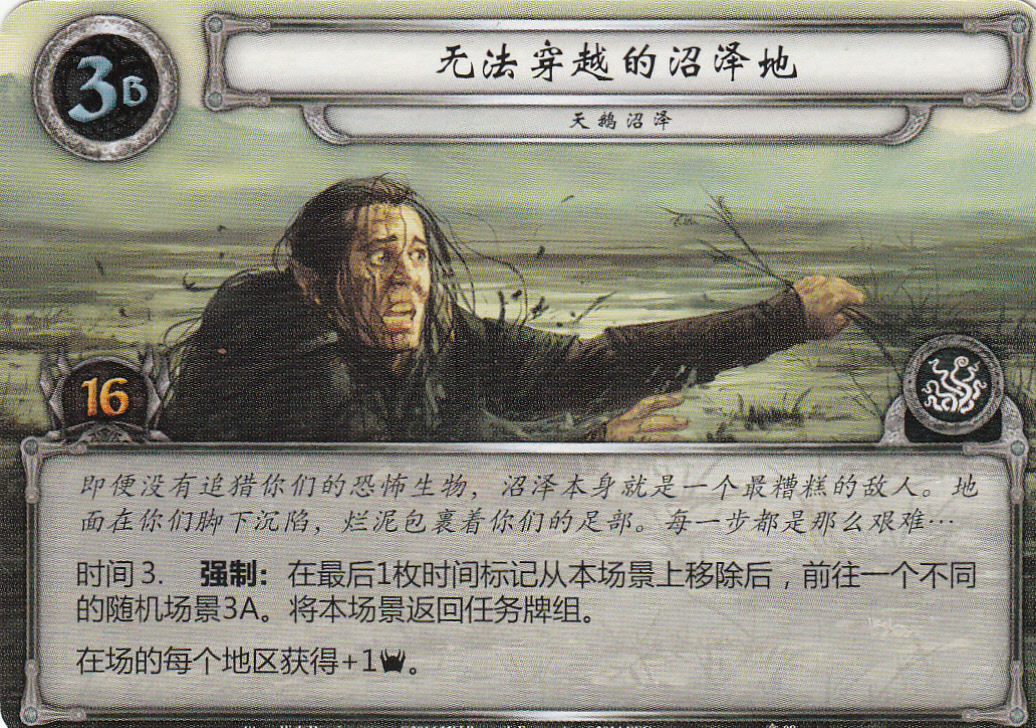 3B
无法穿越的沼泽地
天鹅沼泽
16
即便没有追猎你们的恐怖生物，沼泽本身就是一个最糟糕的敌人。地
面在你们脚下沉陷，烂泥包裹着你们的足部。每一步都是那么艰难…
时间3. 强制：在最后1枚时间标记从本场景上移除后，前往一个不同
的随机场景3A。将本场景返回任务牌组。
在场的每个地区获得+1。